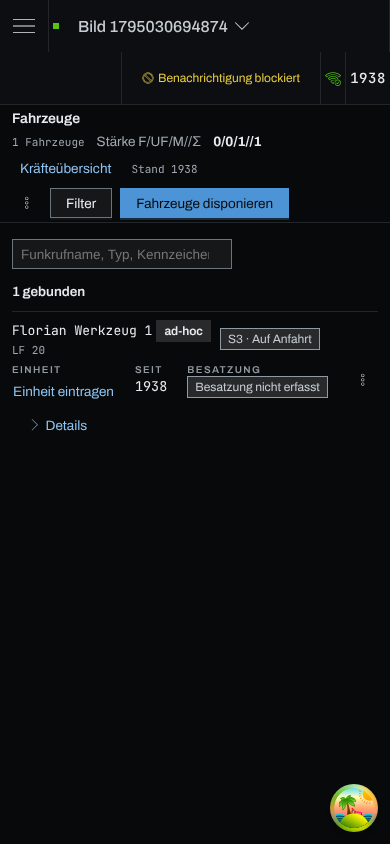 Bild 1795030694874
Benachrichtigung blockiert
1938
Fahrzeuge
1 Fahrzeuge Stärke F/UF/M//Σ 0/0/1//1
Kräfteübersicht Stand 1938
Filter Fahrzeuge disponieren
Funkrufname, Typ, Kennzeichen
1 gebunden
Florian Werkzeug 1 ad-hoc S3 · Auf Anfahrt
LF 20
EINHEIT SEIT BESATZUNG
Einheit eintragen 1938 Besatzung nicht erfasst
Details